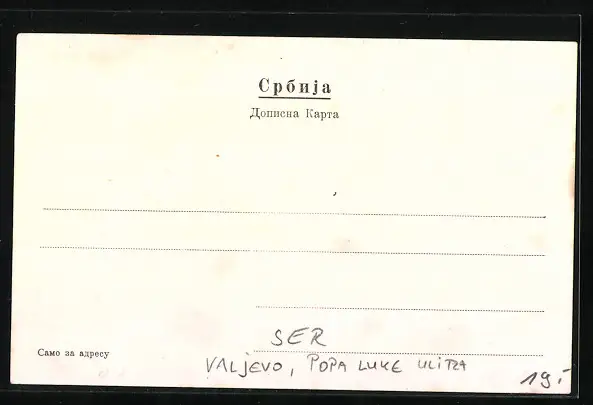 Србија
Дописна Карта
SER
Само за адресу
VALJEVO, POPA LUKE ULITZA
19.-